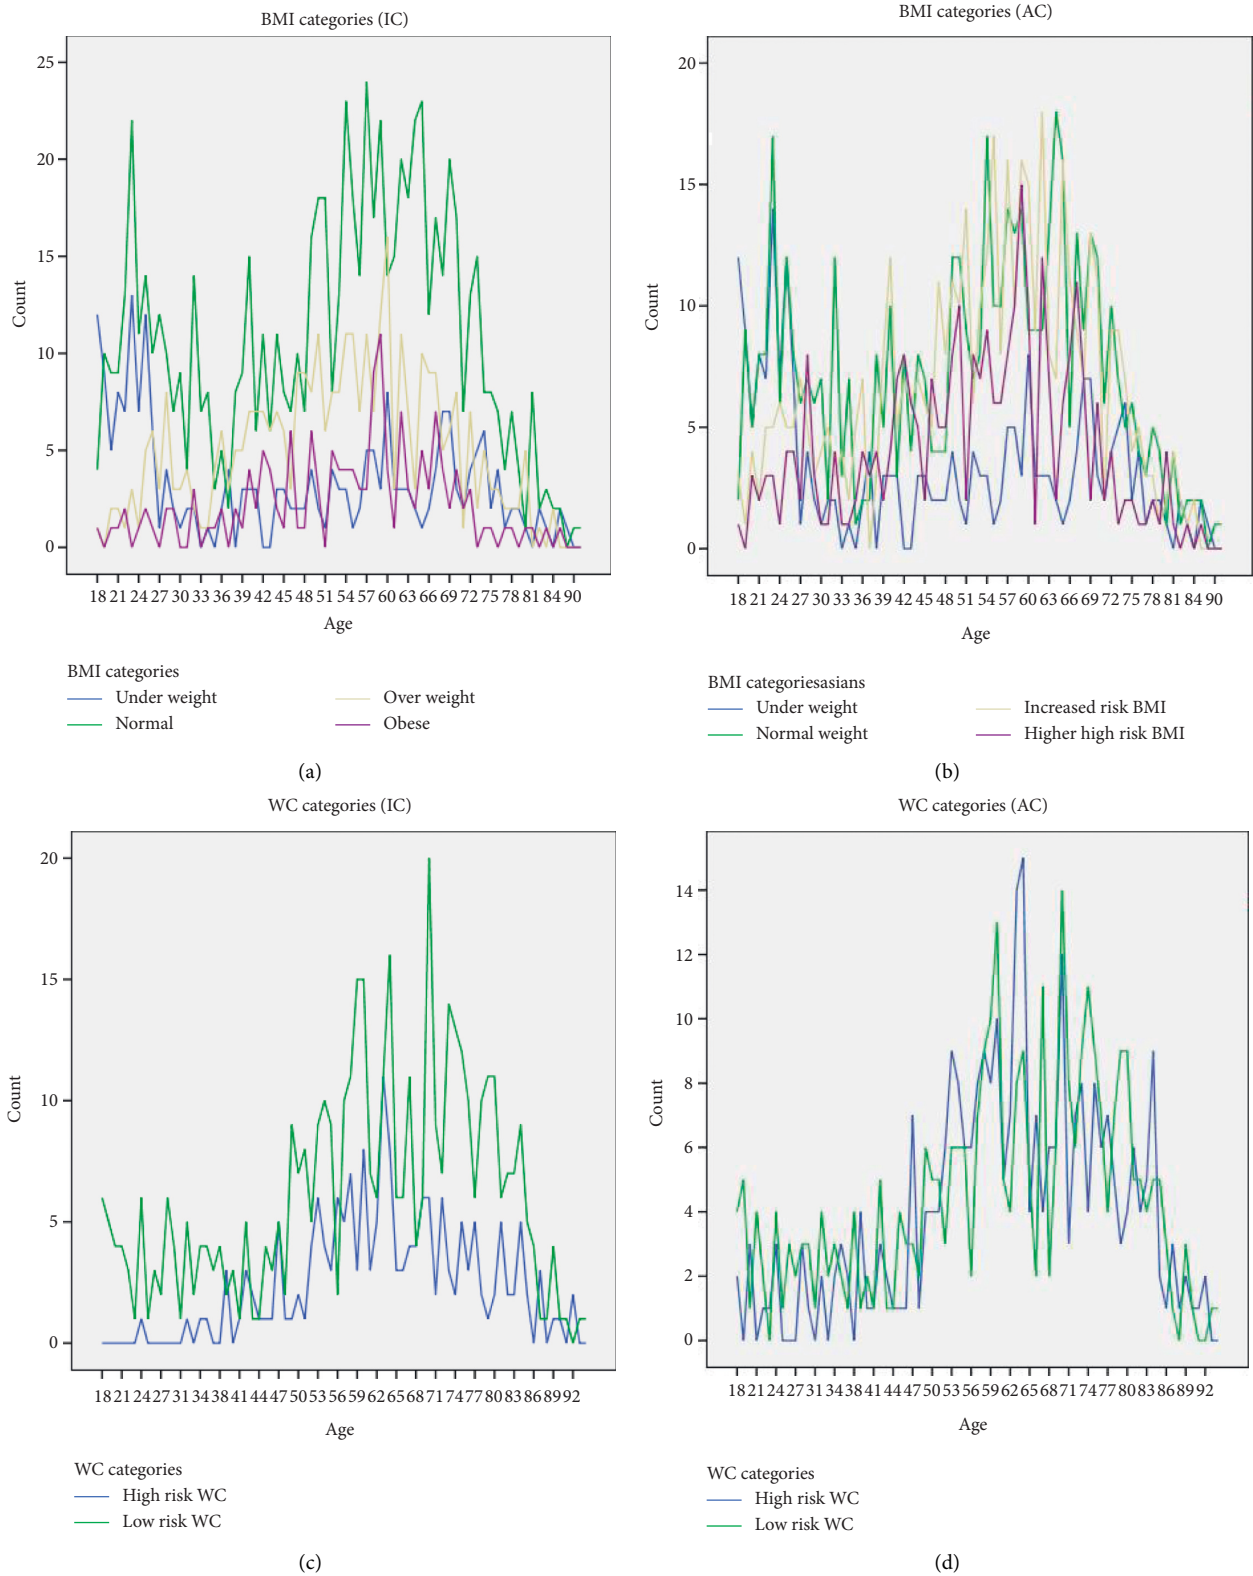 BMI categories (IC)
25
20
15
10
5
0
Count
18 21 24 27 30 33 36 39 42 45 48 51 54 57 60 63 66 69 72 75 78 81 84 90
Age
BMI categories
Under weight
Over weight
Normal
Obese
(a)
BMI categories (AC)
20
15
10
5
0
Count
18 21 24 27 30 33 36 39 42 45 48 51 54 57 60 63 66 69 72 75 78 81 84 90
Age
BMI categoriesasians
Under weight
Increased risk BMI
Normal weight
Higher high risk BMI
(b)
WC categories (IC)
20
15
10
5
0
Count
18 21 24 27 31 34 38 41 44 47 50 53 56 59 62 65 68 71 74 77 80 83 86 89 92
Age
WC categories
High risk WC
Low risk WC
(c)
WC categories (AC)
14
12
10
8
6
4
2
0
Count
18 21 24 27 31 34 38 41 44 47 50 53 56 59 62 65 68 71 74 77 80 83 86 89 92
Age
WC categories
High risk WC
Low risk WC
(d)